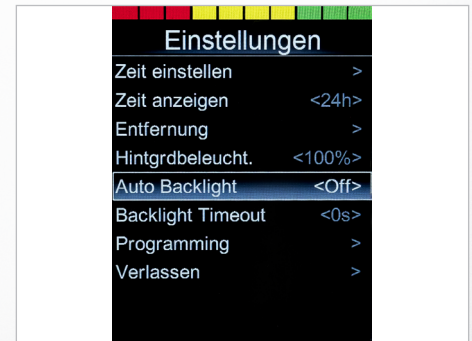 Einstellungen
Zeit einstellen >
Zeit anzeigen <24h>
Entfernung >
Hintgrdbeleucht. <100%>
Auto Backlight <Off>
Backlight Timeout <0s>
Programming >
Verlassen >